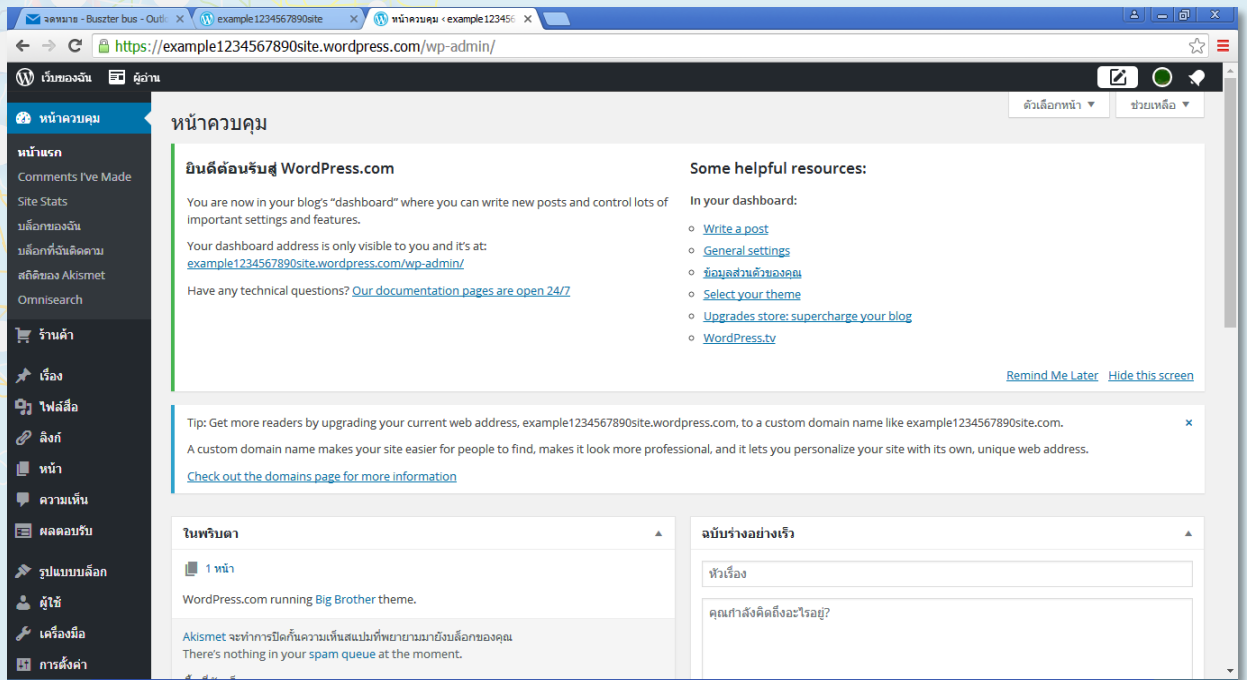 จดหมาย - Buszter bus - Outl
example1234567890site
หน้าควบคุม ‹ example123456
https://example1234567890site.wordpress.com/wp-admin/
เว็บของฉัน ผู้อ่าน
ตัวเลือกหน้า ▼ ช่วยเหลือ ▼
หน้าควบคุม
หน้าแรก
Comments I've Made
Site Stats
บล็อกของฉัน
บล็อกที่ฉันติดตาม
สถิติของ Akismet
Omnisearch
ร้านค้า
เรื่อง
ไฟล์สื่อ
ลิงก์
หน้า
ความเห็น
ผลตอบรับ
รูปแบบบล็อก
ผู้ใช้
เครื่องมือ
การตั้งค่า
หน้าควบคุม
ยินดีต้อนรับสู่ WordPress.com
You are now in your blog's “dashboard” where you can write new posts and control lots of
important settings and features.
Your dashboard address is only visible to you and it's at:
example1234567890site.wordpress.com/wp-admin/
Have any technical questions? Our documentation pages are open 24/7
Some helpful resources:
In your dashboard:
Write a post
General settings
ข้อมูลส่วนตัวของคุณ
Select your theme
Upgrades store: supercharge your blog
WordPress.tv
Remind Me Later Hide this screen
Tip: Get more readers by upgrading your current web address, example1234567890site.wordpress.com, to a custom domain name like example1234567890site.com.
A custom domain name makes your site easier for people to find, makes it look more professional, and it lets you personalize your site with its own, unique web address.
Check out the domains page for more information
ในพริบตา
1 หน้า
WordPress.com running Big Brother theme.
Akismet จะทำการปิดกั้นความเห็นสแปมที่พยายามมายังบล็อกของคุณ
There's nothing in your spam queue at the moment.
ฉบับร่างอย่างเร็ว
หัวเรื่อง
คุณกำลังคิดถึงอะไรอยู่?